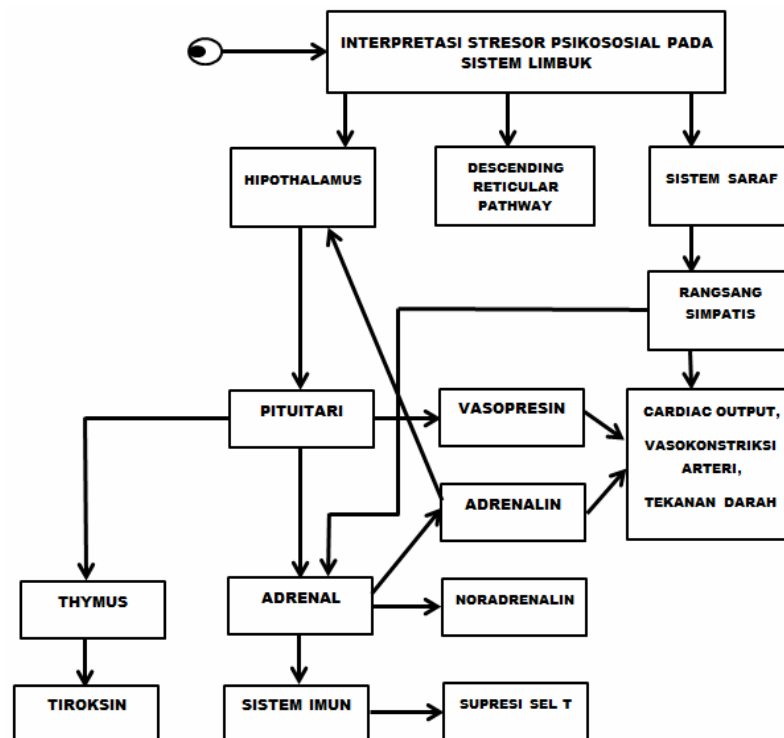 INTERPRETASI STRESOR PSIKOSOSIAL PADA
SISTEM LIMBUK
HIPOTHALAMUS
DESCENDING
RETICULAR
PATHWAY
SISTEM SARAF
RANGSANG
SIMPATIS
PITUITARI
VASOPRESIN
CARDIAC OUTPUT,
VASOKONSTRIKSI
ARTERI,
TEKANAN DARAH
ADRENALIN
THYMUS
ADRENAL
NORADRENALIN
TIROKSIN
SISTEM IMUN
SUPRESI SEL T